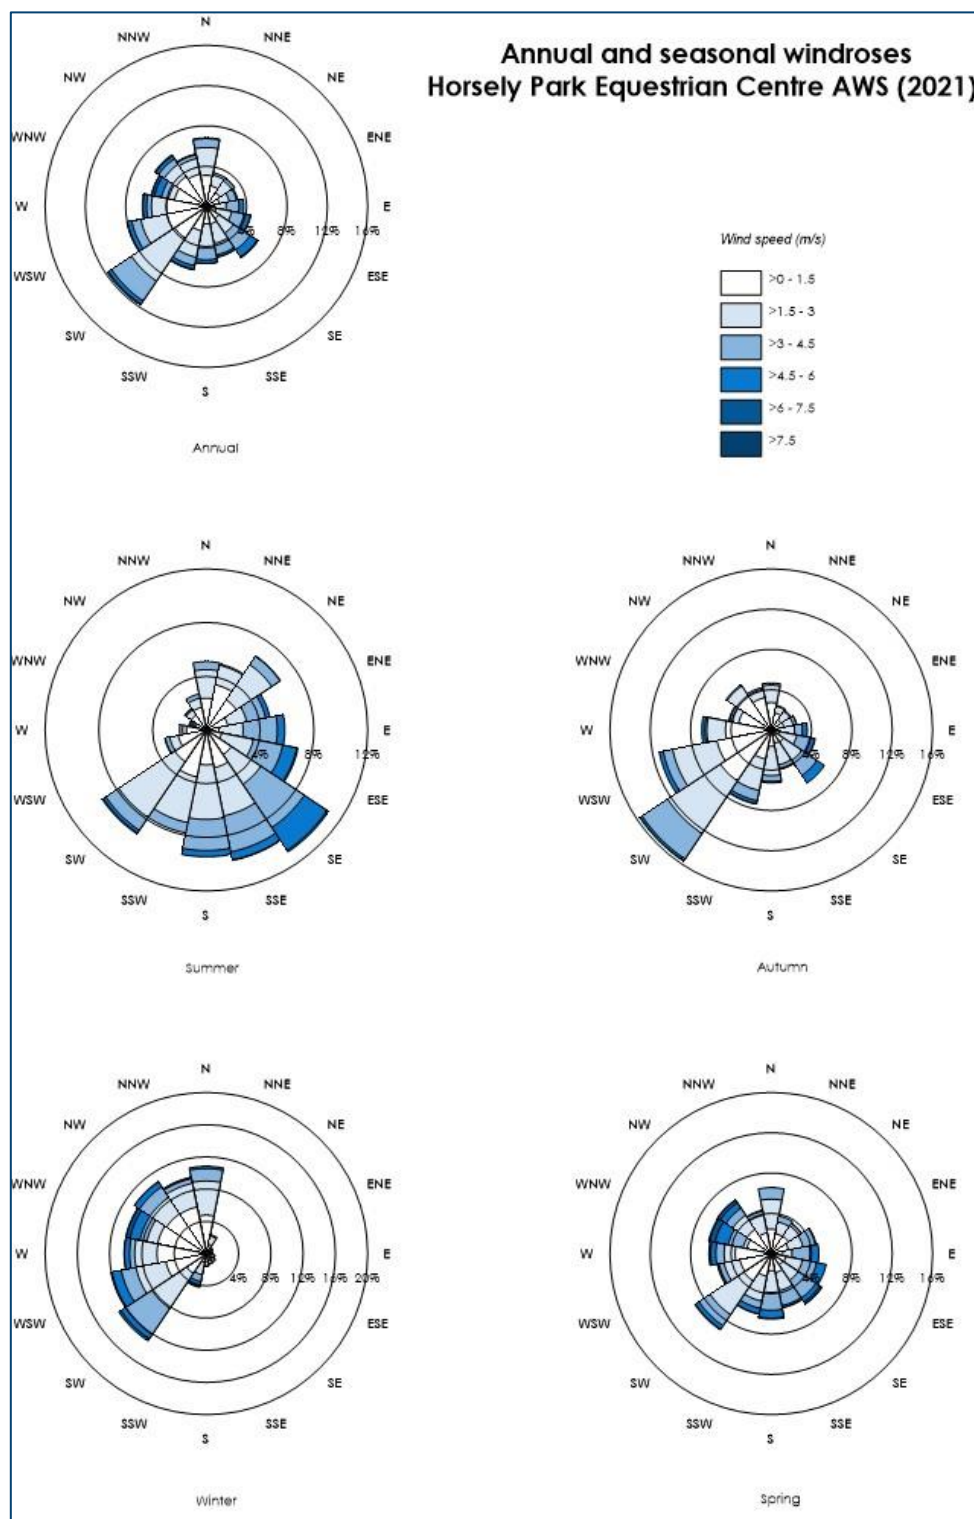 Annual and seasonal windroses
Horsely Park Equestrian Centre AWS (2021)
N
NNW
NNE
NW
NE
WNW
ENE
W
E
8%
12%
16%
WSW
ESE
SW
SE
SSW
SSE
S
Annual
Wind speed (m/s)
>0 - 1.5
>1.5 - 3
>3 - 4.5
>4.5 - 6
>6 - 7.5
>7.5
N
NNW
NNE
NW
NE
WNW
ENE
W
E
4%
8%
12%
WSW
ESE
SW
SE
SSW
SSE
S
Summer
N
NNW
NNE
NW
NE
WNW
ENE
W
E
4%
8%
12%
16%
WSW
ESE
SW
SE
SSW
SSE
S
Autumn
N
NNW
NNE
NW
NE
WNW
ENE
W
E
4%
8%
12%
16%
20%
WSW
ESE
SW
SE
SSW
SSE
S
Winter
N
NNW
NNE
NW
NE
WNW
ENE
W
E
8%
12%
16%
WSW
ESE
SW
SE
SSW
SSE
S
Spring